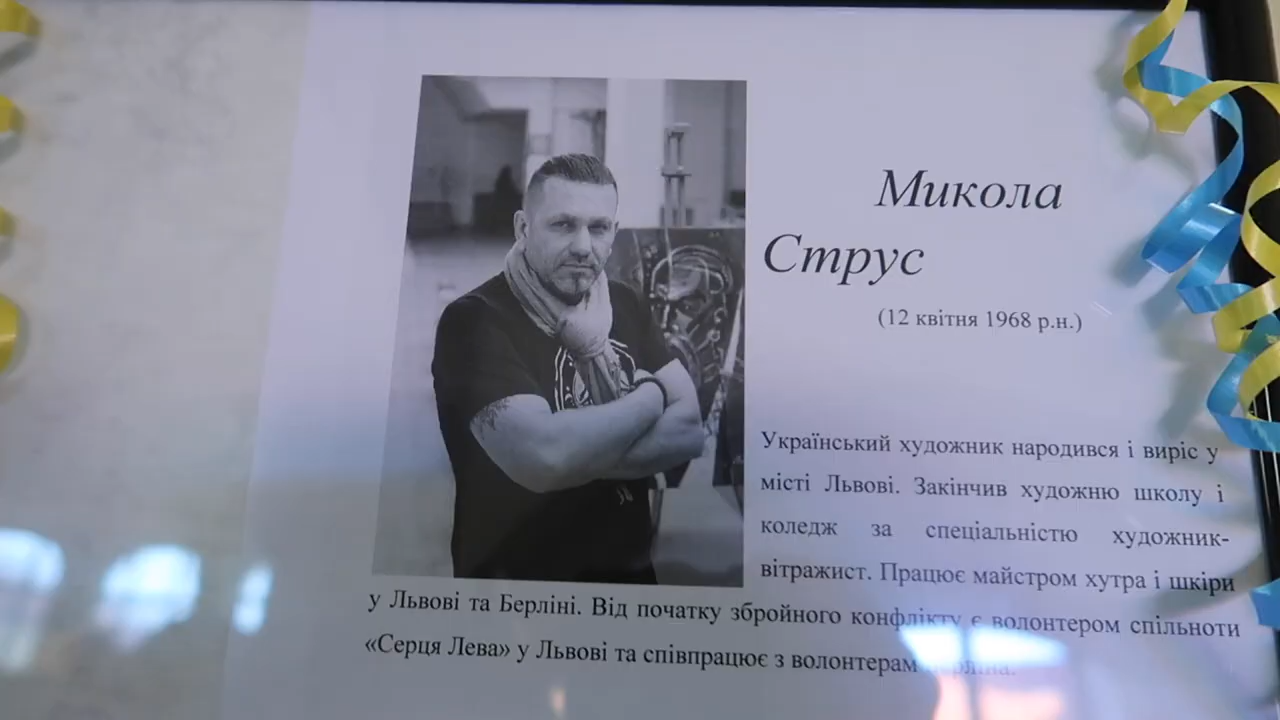 Микола
Струс
(12 квітня 1968 р.н.)
Український художник народився і виріс у
місті Львові. Закінчив художню школу і
коледж за спеціальністю художник-
вітражист. Працює майстром хутра і шкіри
у Львові та Берліні. Від початку збройного конфлікту є волонтером спільноти
«Серця Лева» у Львові та співпрацює з волонтерам